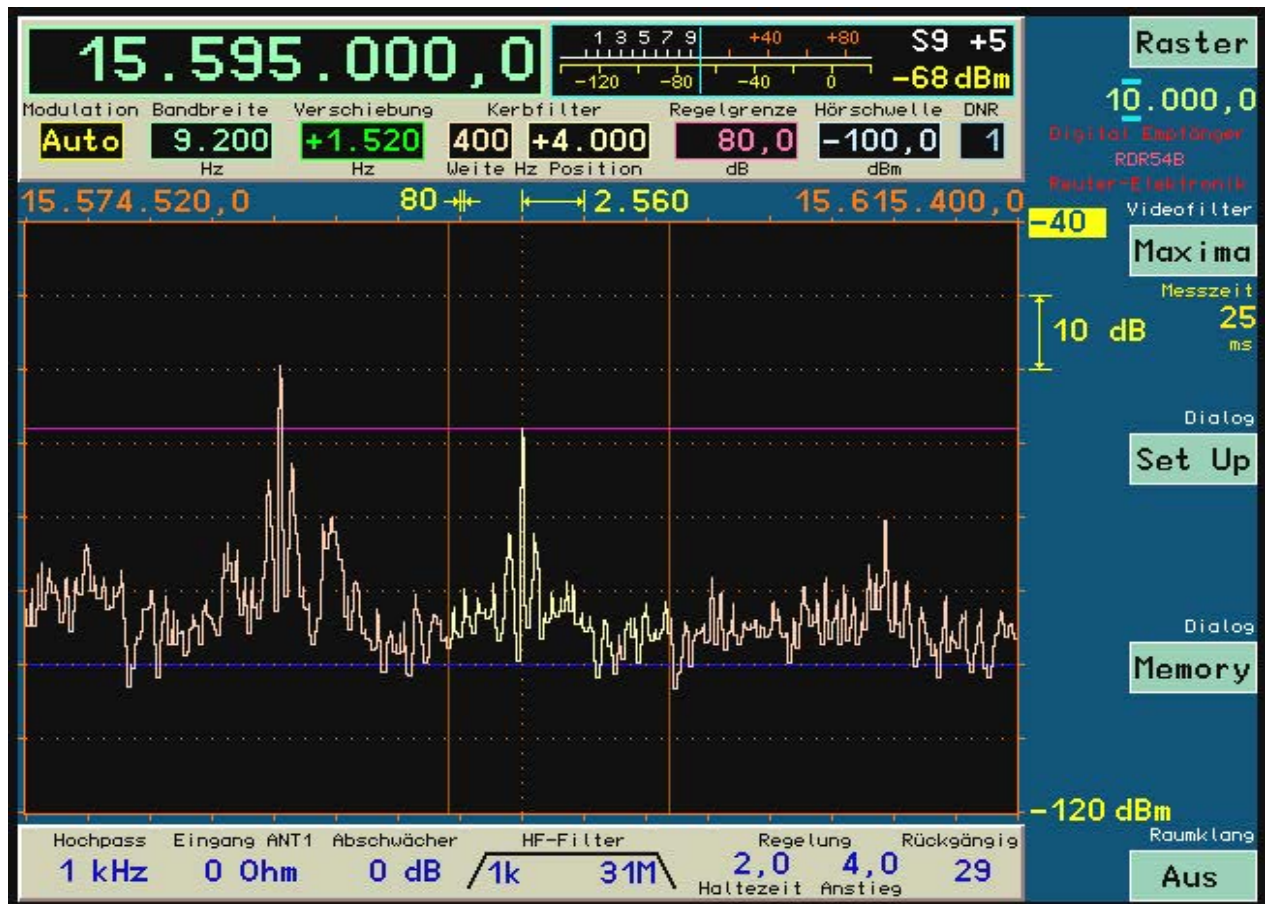 15.595.000,0
1 3 5 7 9 +40 +80
S9 +5
-120 -80 -40 0
-68 dBm
Modulation Bandbreite Verschiebung Kerbfilter Regelgrenze Hörschwelle DNR
Auto 9.200 +1.520 400 +4.000 80,0 -100,0 1
Hz Hz Weite Hz Position dB dBm
Raster
10.000,0
Digital Empfänger
RDR54B
Reuter-Elektronik
15.574.520,0 80 2.560 15.615.400,0
Videofilter
-40
Maxima
Messzeit
25
ms
10 dB
Dialog
Set Up
Dialog
Memory
-120 dBm
Hochpass Eingang ANT1 Abschwächer HF-Filter Regelung Rückgängig
1 kHz 0 Ohm 0 dB 1k 31M 2,0 4,0 29
Haltezeit Anstieg
Raumklang
Aus